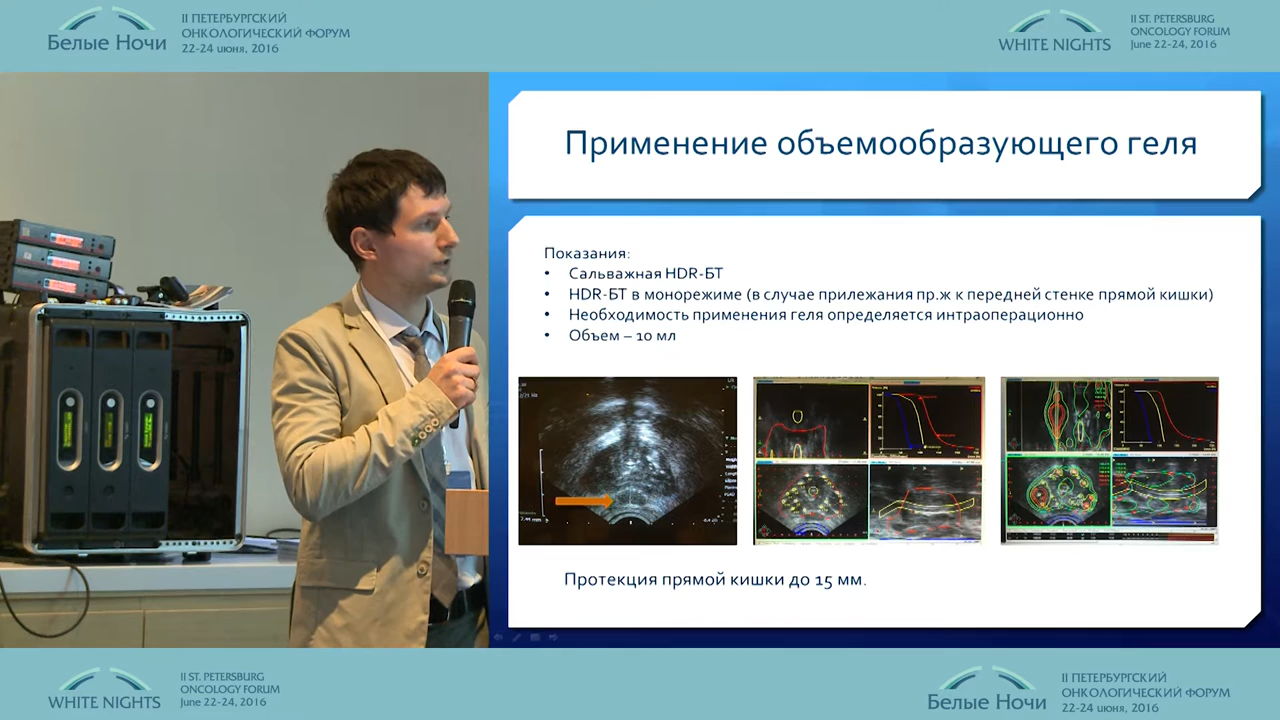 Белые Ночи
II ПЕТЕРБУРГСКИЙ
ОНКОЛОГИЧЕСКИЙ ФОРУМ
22-24 июня, 2016
WHITE NIGHTS
II ST. PETERSBURG
ONCOLOGY FORUM
June 22-24, 2016
Применение объемообразующего геля
Показания:
• Сальважная HDR-БТ
• HDR-БТ в монорежиме (в случае прилежания пр.ж к передней стенке прямой кишки)
• Необходимость применения геля определяется интраоперационно
• Объем – 10 мл
Протекция прямой кишки до 15 мм.
WHITE NIGHTS
II ST. PETERSBURG
ONCOLOGY FORUM
June 22-24, 2016
Белые Ночи
II ПЕТЕРБУРГСКИЙ
ОНКОЛОГИЧЕСКИЙ ФОРУМ
22-24 июня, 2016